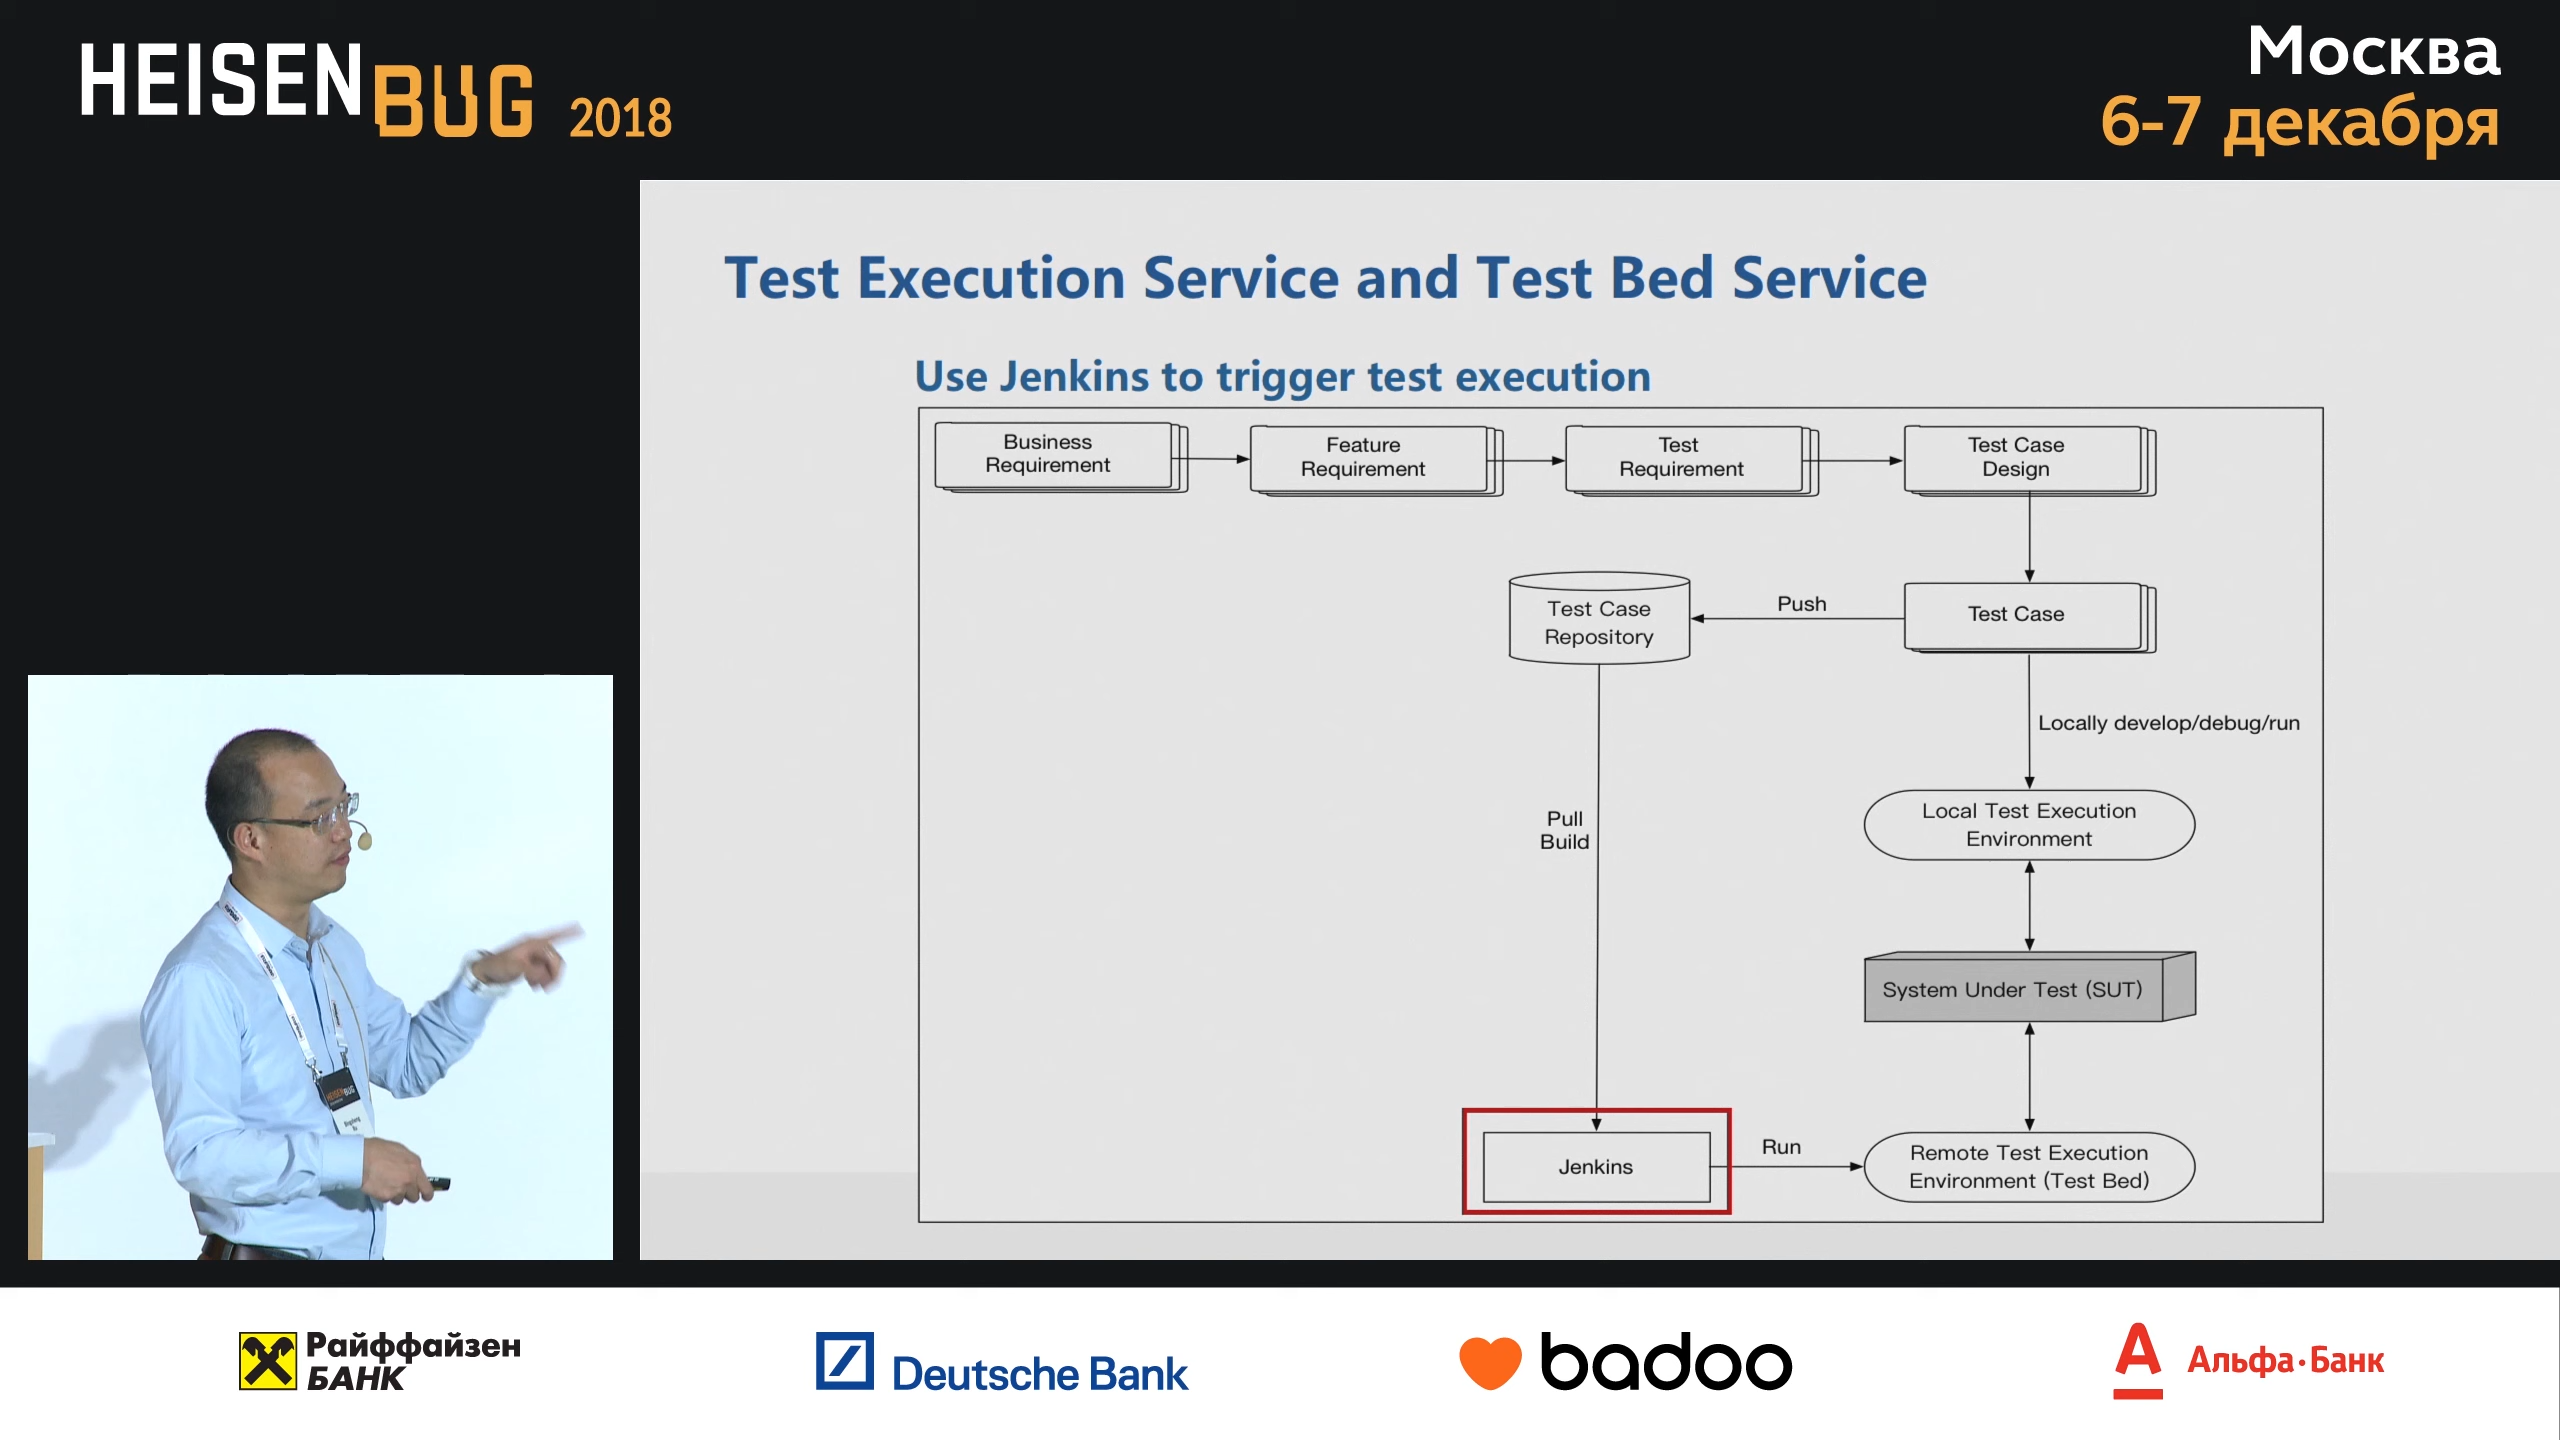 HEISENBUG 2018
Москва
6-7 декабря
Test Execution Service and Test Bed Service
Use Jenkins to trigger test execution
Business
Requirement
Feature
Requirement
Test
Requirement
Test Case
Design
Test Case
Repository
Push
Test Case
Locally develop/debug/run
Pull
Build
Local Test Execution
Environment
System Under Test (SUT)
Jenkins
Run
Remote Test Execution
Environment (Test Bed)
HEISENBUG
Райффайзен
БАНК
Deutsche Bank
badoo
Альфа·Банк